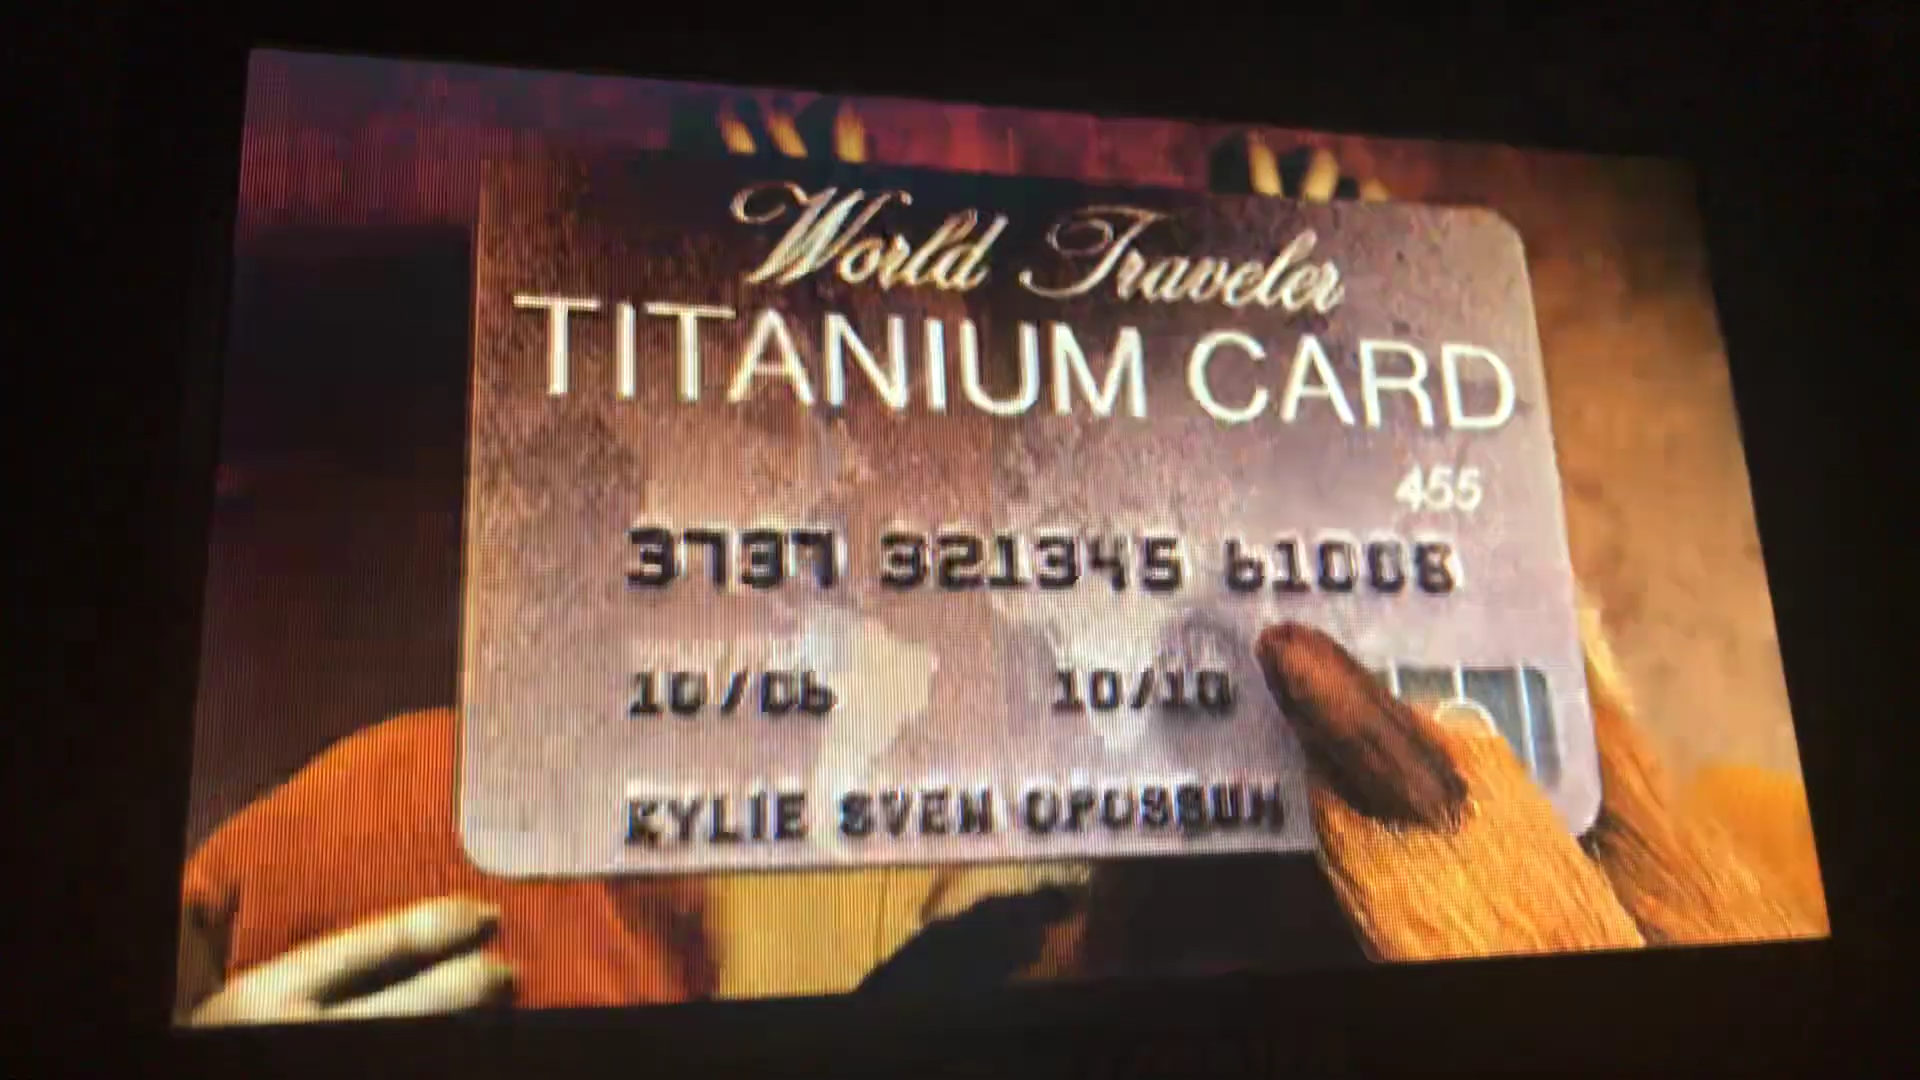 World Traveler
TITANIUM CARD
455
3737 321345 61008
10/06 10/10
KYLIE SVEN OPOSSUM